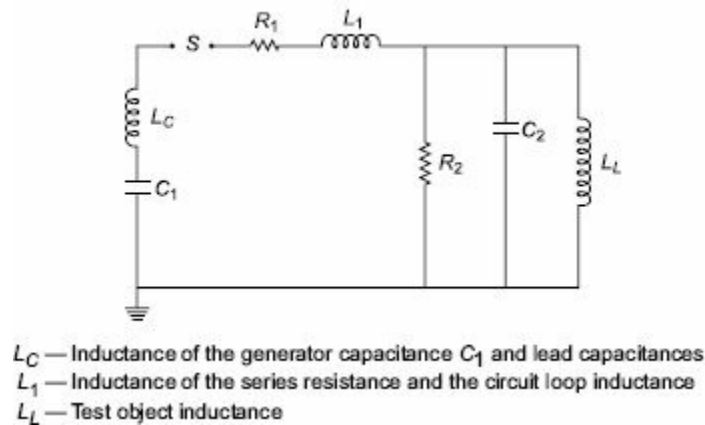 R1 L1
S
LC
C1
R2
C2
LL
LC — Inductance of the generator capacitance C1 and lead capacitances
L1 — Inductance of the series resistance and the circuit loop inductance
LL — Test object inductance